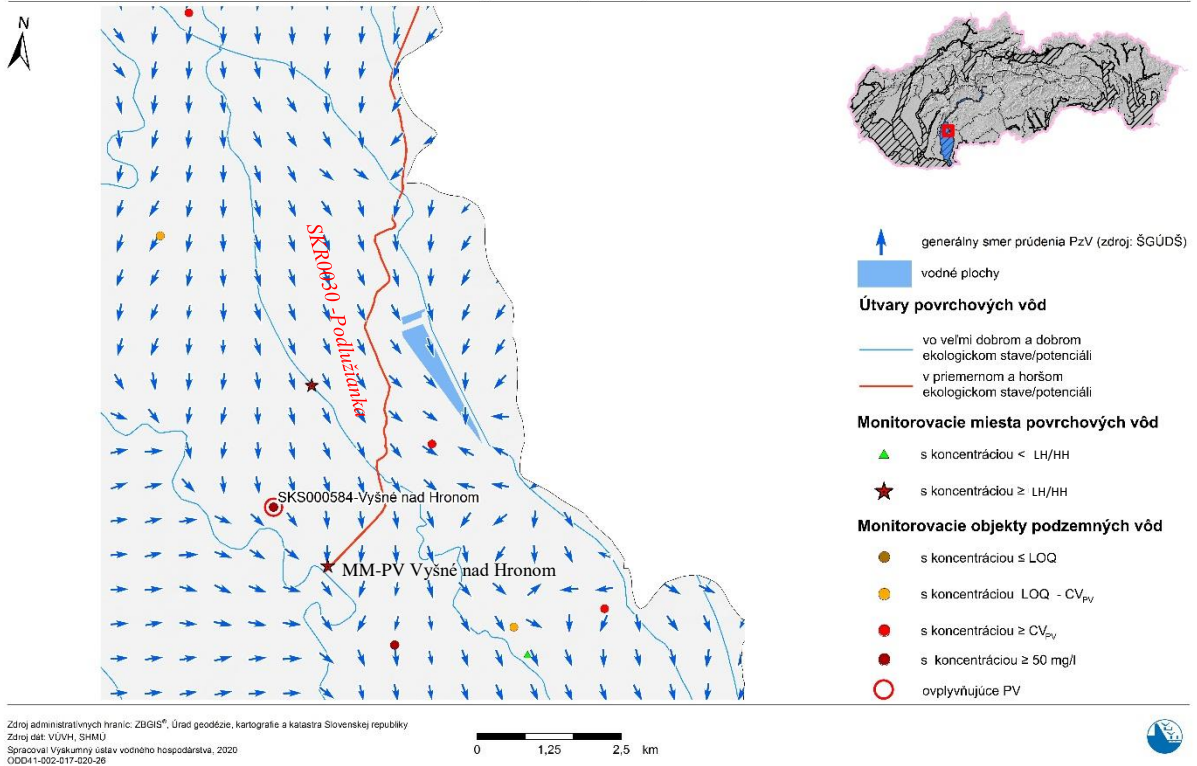 N
SKR0030 -Podlužianka
SKS000584-Vyšné nad Hronom
MM-PV Vyšné nad Hronom
generálny smer prúdenia PzV (zdroj: ŠGÚDŠ)
vodné plochy
Útvary povrchových vôd
vo veľmi dobrom a dobrom
ekologickom stave/potenciáli
v priemernom a horšom
ekologickom stave/potenciáli
Monitorovacie miesta povrchových vôd
s koncentráciou < LH/HH
s koncentráciou ≥ LH/HH
Monitorovacie objekty podzemných vôd
s koncentráciou ≤ LOQ
s koncentráciou LOQ - CVPV
s koncentráciou ≥ CVPV
s koncentráciou ≥ 50 mg/l
ovplyvňujúce PV
Zdroj administratívnych hraníc: ZBGIS®, Úrad geodézie, kartografie a katastra Slovenskej republiky
Zdroj dát: VÚVH, SHMÚ
Spracoval Výskumný ústav vodného hospodárstva, 2020
ODD41-002-017-020-26
0 1,25 2,5 km